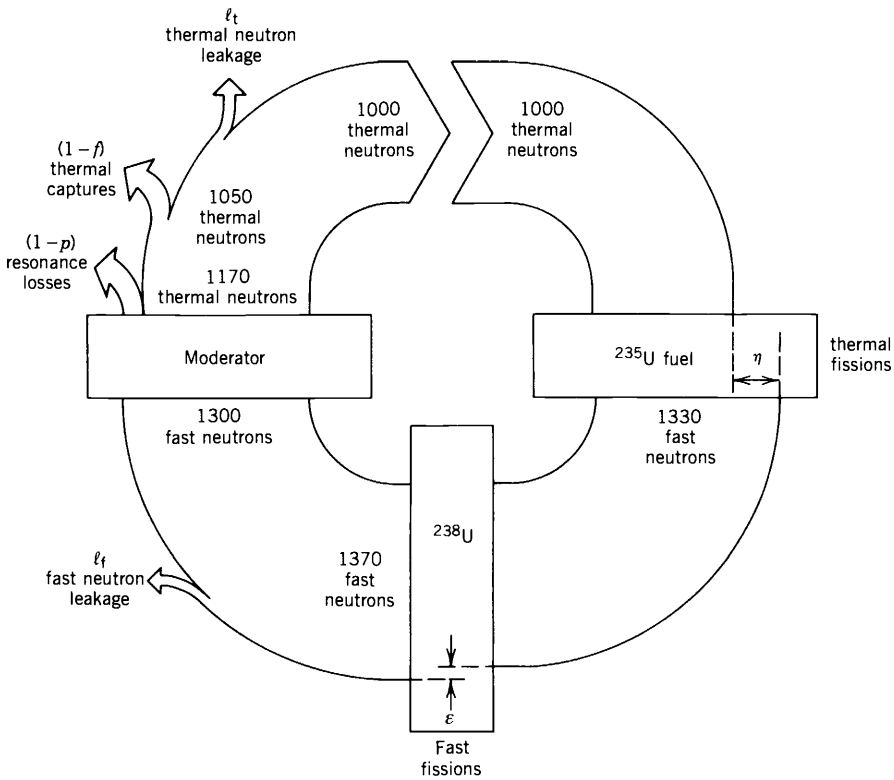 ℓt
thermal neutron
leakage
1000
thermal
neutrons
1000
thermal
neutrons
(1−f)
thermal
captures
1050
thermal
neutrons
(1−p)
resonance
losses
1170
thermal neutrons
Moderator
²³⁵U fuel
η
thermal
fissions
1300
fast neutrons
1330
fast
neutrons
²³⁸U
ℓf
fast neutron
leakage
1370
fast
neutrons
ε
Fast
fissions